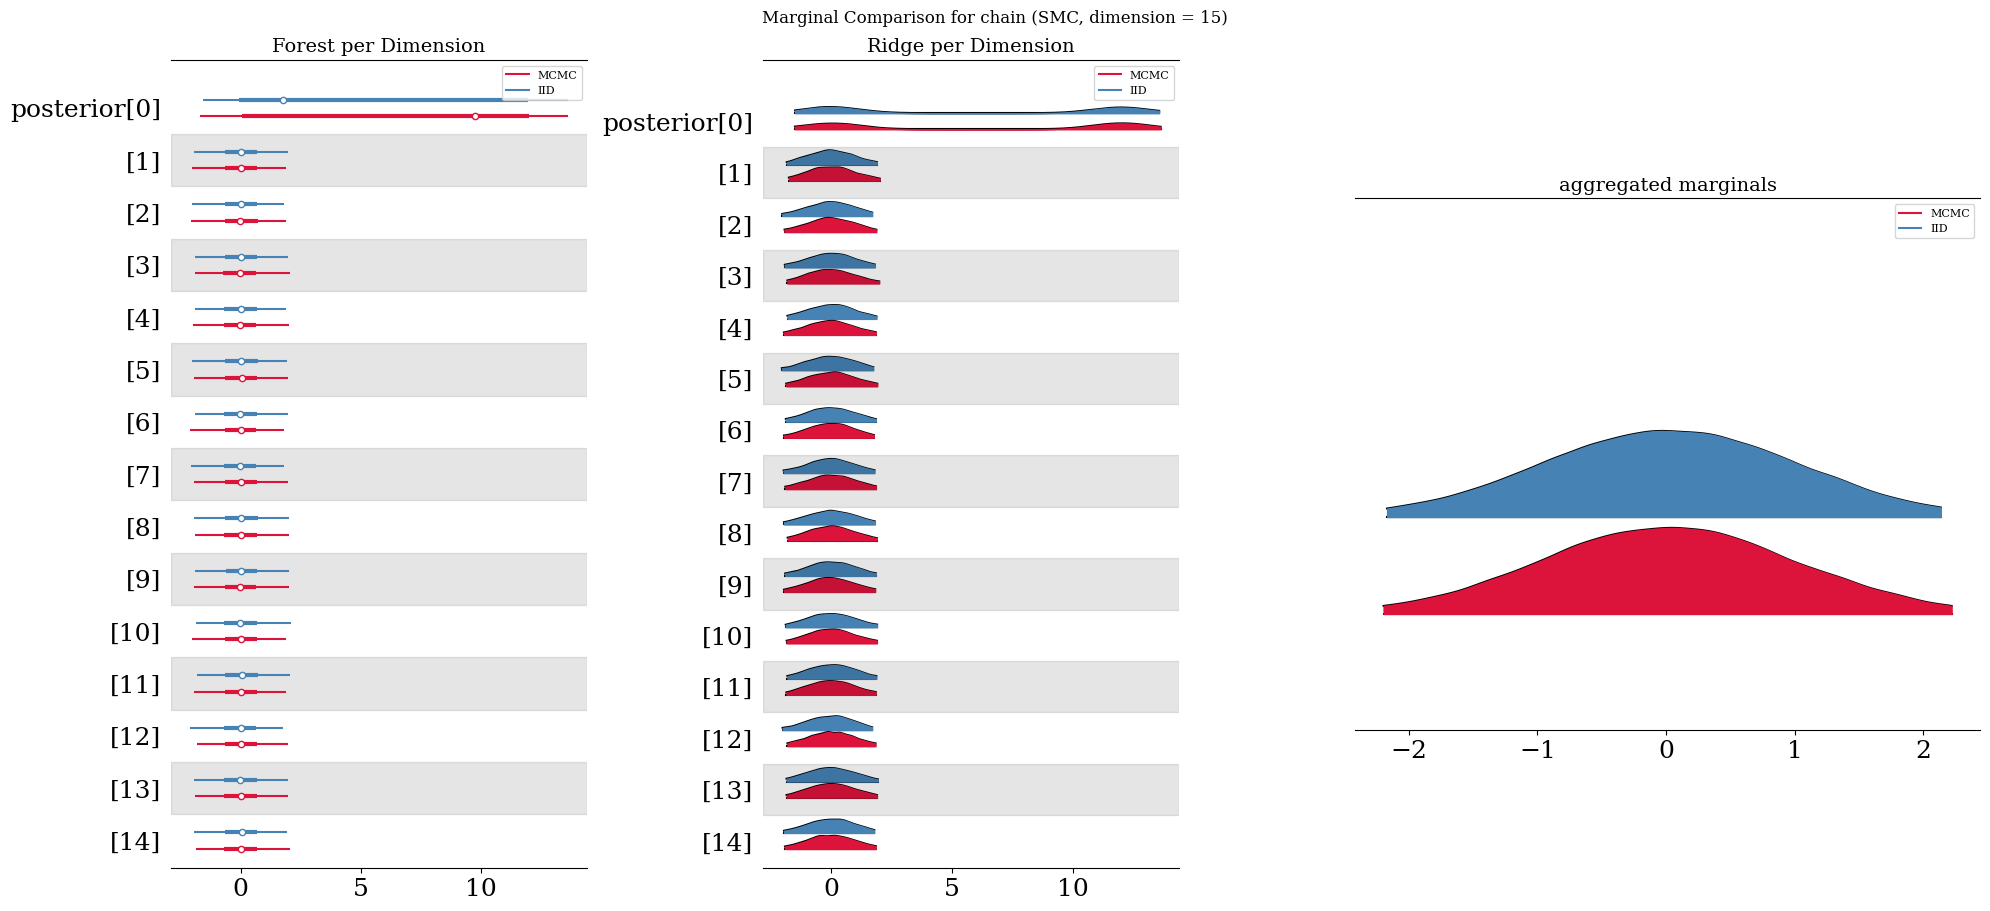 Marginal Comparison for chain (SMC, dimension = 15)
Forest per Dimension
MCMC
IID
posterior[0]
[1]
[2]
[3]
[4]
[5]
[6]
[7]
[8]
[9]
[10]
[11]
[12]
[13]
[14]
0 5 10
Ridge per Dimension
MCMC
IID
posterior[0]
[1]
[2]
[3]
[4]
[5]
[6]
[7]
[8]
[9]
[10]
[11]
[12]
[13]
[14]
0 5 10
aggregated marginals
MCMC
IID
−2 −1 0 1 2